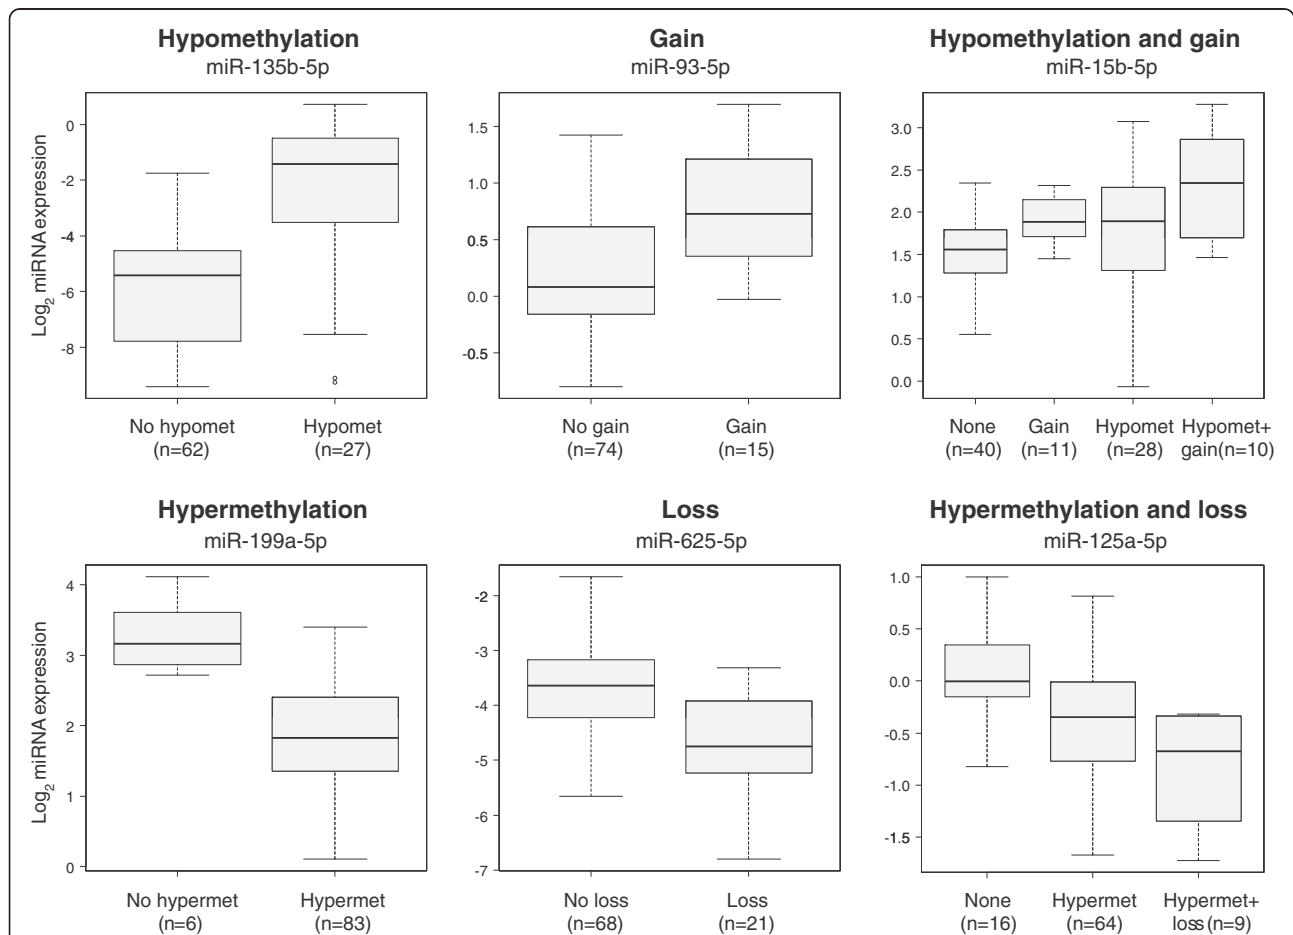 Hypomethylation
miR-135b-5p
Log2 miRNA expression
0
-2
-4
-6
-8
No hypomet
(n=62)
Hypomet
(n=27)
Gain
miR-93-5p
1.5
1.0
0.5
0.0
-0.5
No gain
(n=74)
Gain
(n=15)
Hypomethylation and gain
miR-15b-5p
3.0
2.5
2.0
1.5
1.0
0.5
0.0
None
(n=40)
Gain
(n=11)
Hypomet
(n=28)
Hypomet+
gain(n=10)
Hypermethylation
miR-199a-5p
Log2 miRNA expression
4
3
2
1
0
No hypermet
(n=6)
Hypermet
(n=83)
Loss
miR-625-5p
-2
-3
-4
-5
-6
-7
No loss
(n=68)
Loss
(n=21)
Hypermethylation and loss
miR-125a-5p
1.0
0.5
0.0
-0.5
-1.0
-1.5
None
(n=16)
Hypermet
(n=64)
Hypermet+
loss(n=9)